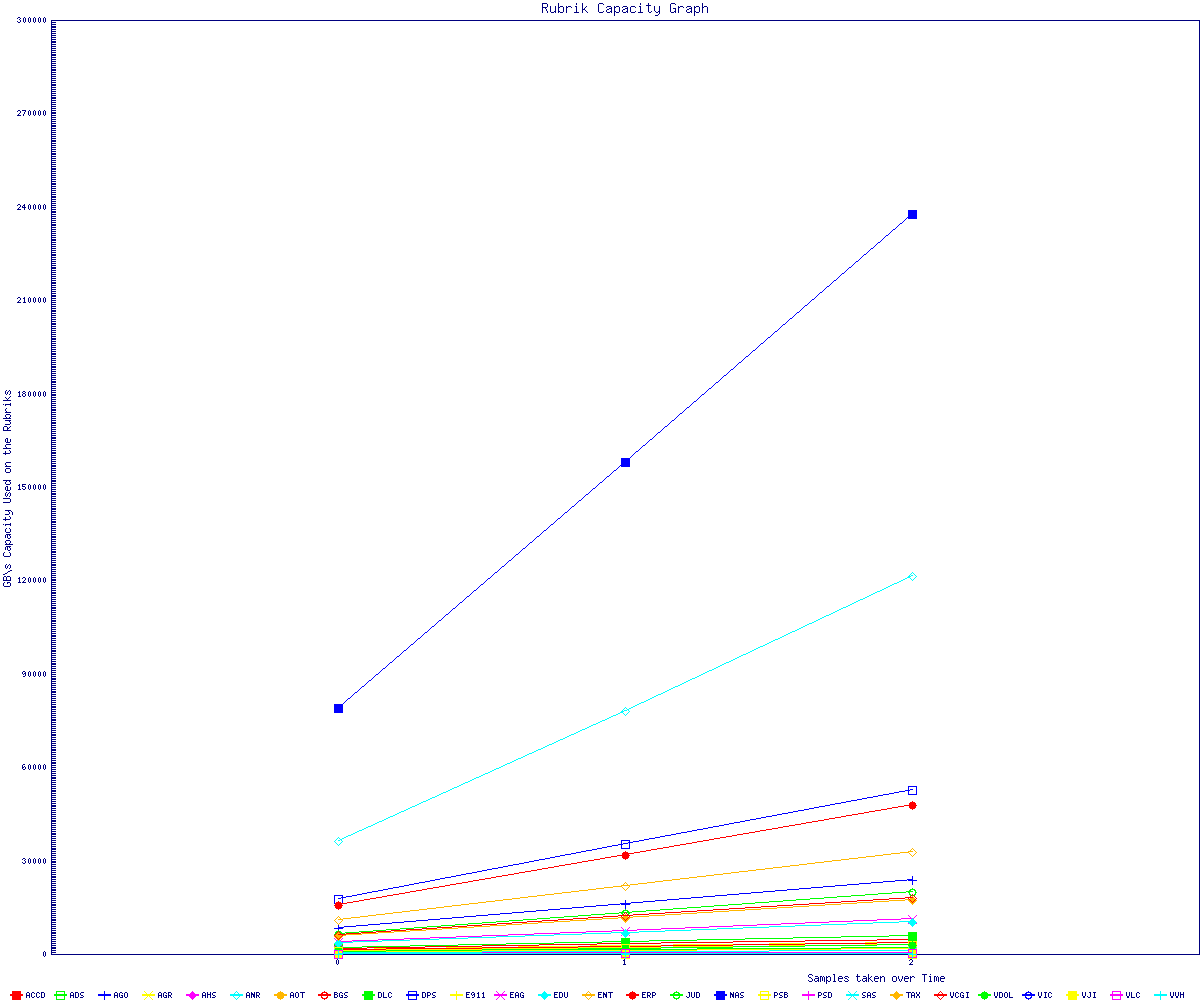 Rubrik Capacity Graph
300000
270000
240000
210000
180000
150000
120000
90000
60000
30000
0
GB\s Capacity Used on the Rubriks
0 1 2
Samples taken over Time
ACCD ADS AGO AGR AHS ANR AOT BGS DLC DPS E911 EAG EDU ENT ERP JUD NAS PSB PSD SAS TAX VCGI VDOL VIC VJI VLC VVH